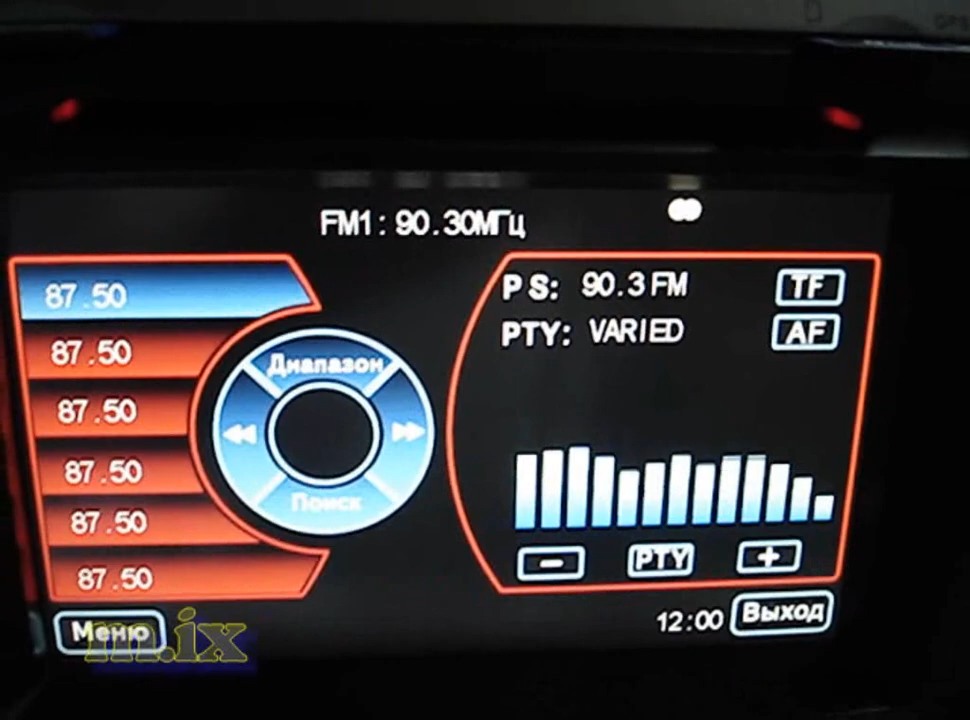 FM1: 90.30МГц
87.50
87.50
87.50
87.50
87.50
87.50
Диапазон
Поиск
PS: 90.3 FM
TF
PTY: VARIED
AF
PTY
Меню
m.ix
12:00
Выход